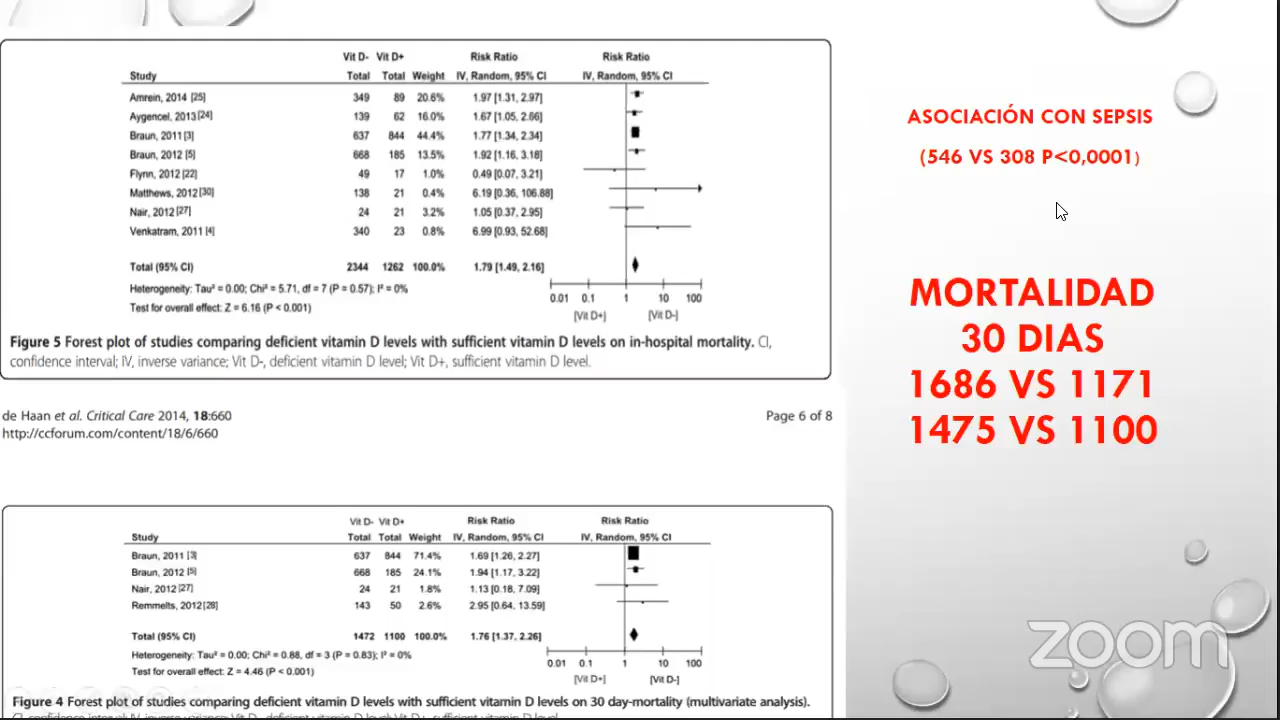 Vit D- Vit D+ Risk Ratio Risk Ratio
Study Total Total Weight IV, Random, 95% CI IV, Random, 95% CI
Amrein, 2014 [25] 349 89 20.6% 1.97 [1.31, 2.97]
Aygencel, 2013 [24] 139 62 16.0% 1.67 [1.05, 2.66]
Braun, 2011 [3] 637 844 44.4% 1.77 [1.34, 2.34]
Braun, 2012 [5] 668 185 13.5% 1.92 [1.16, 3.18]
Flynn, 2012 [22] 49 17 1.0% 0.49 [0.07, 3.21]
Matthews, 2012 [30] 138 21 0.4% 6.19 [0.36, 106.88]
Nair, 2012 [27] 24 21 3.2% 1.05 [0.37, 2.95]
Venkatram, 2011 [4] 340 23 0.8% 6.99 [0.93, 52.68]
Total (95% CI) 2344 1262 100.0% 1.79 [1.49, 2.16]
Heterogeneity: Tau² = 0.00; Chi² = 5.71, df = 7 (P = 0.57); I² = 0%
Test for overall effect: Z = 6.16 (P < 0.001)
0.01 0.1 1 10 100
[Vit D+] [Vit D-]
Figure 5 Forest plot of studies comparing deficient vitamin D levels with sufficient vitamin D levels on in-hospital mortality. CI,
confidence interval; IV, inverse variance; Vit D-, deficient vitamin D level; Vit D+, sufficient vitamin D level.
de Haan et al. Critical Care 2014, 18:660 Page 6 of 8
http://ccforum.com/content/18/6/660
Vit D- Vit D+ Risk Ratio Risk Ratio
Study Total Total Weight IV, Random, 95% CI IV, Random, 95% CI
Braun, 2011 [3] 637 844 71.4% 1.69 [1.26, 2.27]
Braun, 2012 [5] 668 185 24.1% 1.94 [1.17, 3.22]
Nair, 2012 [27] 24 21 1.8% 1.13 [0.18, 7.09]
Remmelts, 2012 [28] 143 50 2.6% 2.95 [0.64, 13.59]
Total (95% CI) 1472 1100 100.0% 1.76 [1.37, 2.26]
Heterogeneity: Tau² = 0.00; Chi² = 0.88, df = 3 (P = 0.83); I² = 0%
Test for overall effect: Z = 4.46 (P < 0.001)
0.01 0.1 1 10 100
[Vit D+] [Vit D-]
Figure 4 Forest plot of studies comparing deficient vitamin D levels with sufficient vitamin D levels on 30 day-mortality (multivariate analysis).
CI, confidence interval; IV, inverse variance; Vit D-, deficient vitamin D level; Vit D+, sufficient vitamin D level.
ASOCIACIÓN CON SEPSIS
(546 VS 308 P<0,0001)
MORTALIDAD
30 DIAS
1686 VS 1171
1475 VS 1100
zoom